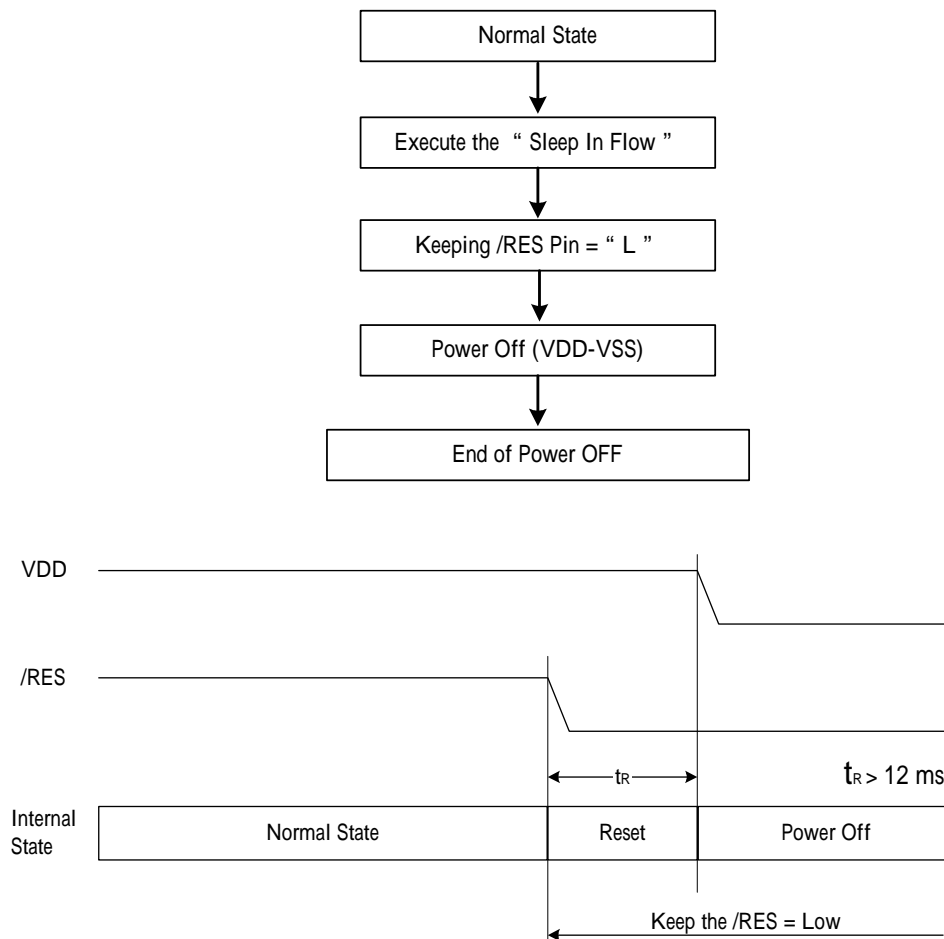 Normal State
Execute the “ Sleep In Flow ”
Keeping /RES Pin = “ L ”
Power Off (VDD-VSS)
End of Power OFF
VDD
/RES
tR
tR > 12 ms
Internal
State
Normal State
Reset
Power Off
Keep the /RES = Low